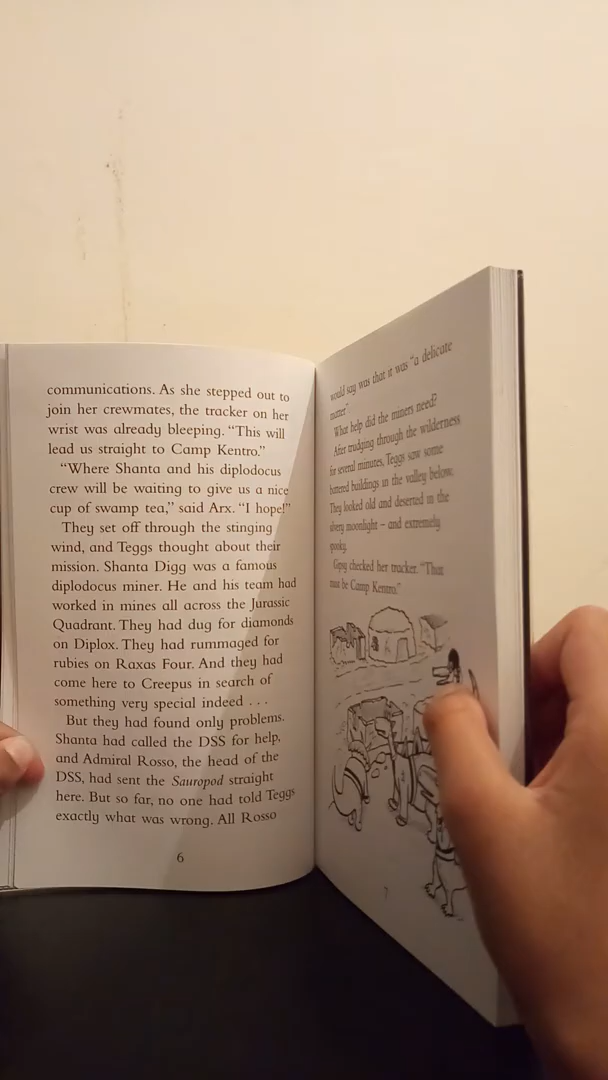 communications. As she stepped out to
join her crewmates, the tracker on her
wrist was already bleeping. “This will
lead us straight to Camp Kentro.”
“Where Shanta and his diplodocus
crew will be waiting to give us a nice
cup of swamp tea,” said Arx. “I hope!”
They set off through the stinging
wind, and Teggs thought about their
mission. Shanta Digg was a famous
diplodocus miner. He and his team had
worked in mines all across the Jurassic
Quadrant. They had dug for diamonds
on Diplox. They had rummaged for
rubies on Raxas Four. And they had
come here to Creepus in search of
something very special indeed . . .
But they had found only problems.
Shanta had called the DSS for help,
and Admiral Rosso, the head of the
DSS, had sent the Sauropod straight
here. But so far, no one had told Teggs
exactly what was wrong. All Rosso
6
would say was that it was “a delicate
matter”.
What help did the miners need?
After trudging through the wilderness
for several minutes, Teggs saw some
battered buildings in the valley below.
They looked old and deserted in the
silvery moonlight – and extremely
spooky.
Gipsy checked her tracker. “That
must be Camp Kentro.”
7